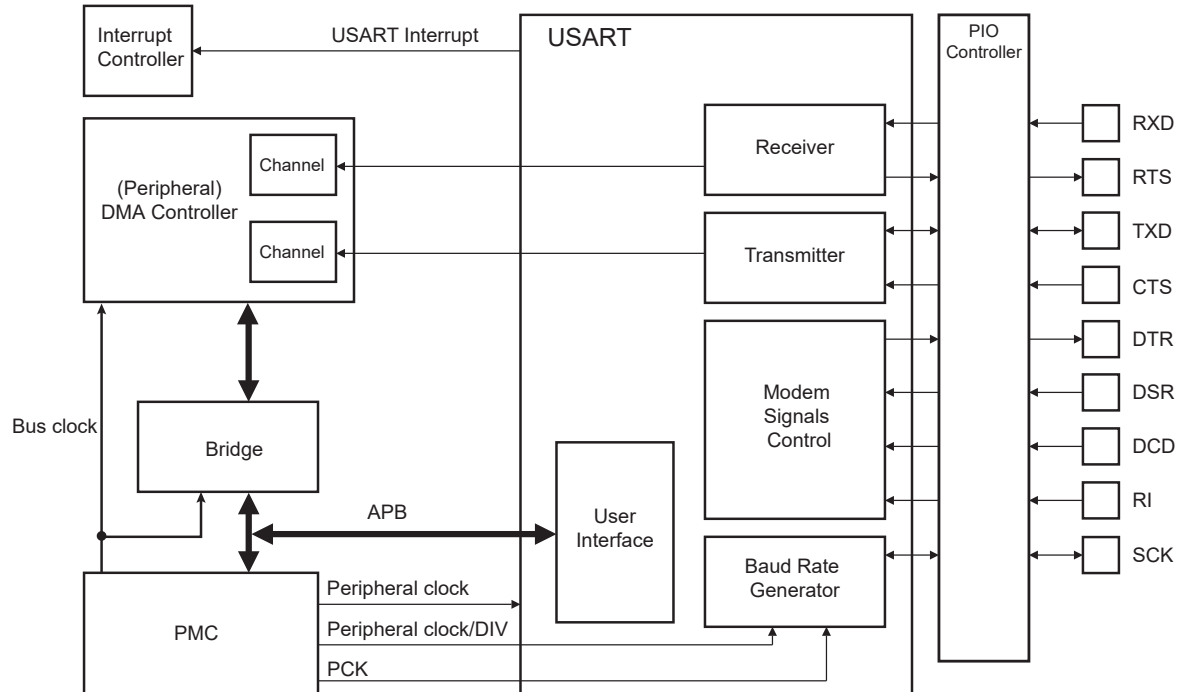 Interrupt
Controller
USART Interrupt
USART
PIO
Controller
(Peripheral)
DMA Controller
Channel
Channel
Receiver
Transmitter
Modem
Signals
Control
RXD
RTS
TXD
CTS
DTR
DSR
DCD
RI
SCK
Bus clock
Bridge
APB
User
Interface
Baud Rate
Generator
PMC
Peripheral clock
Peripheral clock/DIV
PCK